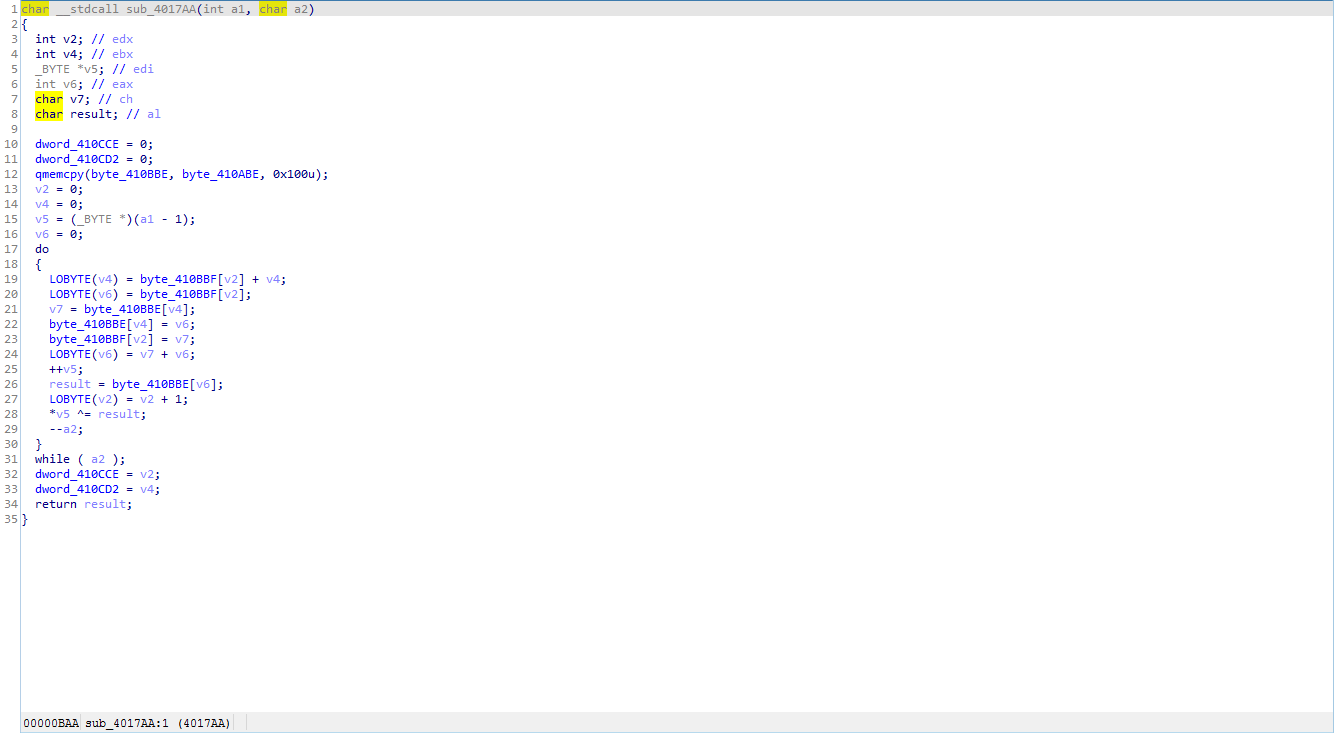 1 char __stdcall sub_4017AA(int a1, char a2)
2 {
3 int v2; // edx
4 int v4; // ebx
5 _BYTE *v5; // edi
6 int v6; // eax
7 char v7; // ch
8 char result; // al
9
10 dword_410CCE = 0;
11 dword_410CD2 = 0;
12 qmemcpy(byte_410BBE, byte_410ABE, 0x100u);
13 v2 = 0;
14 v4 = 0;
15 v5 = (_BYTE *)(a1 - 1);
16 v6 = 0;
17 do
18 {
19 LOBYTE(v4) = byte_410BBF[v2] + v4;
20 LOBYTE(v6) = byte_410BBF[v2];
21 v7 = byte_410BBE[v4];
22 byte_410BBE[v4] = v6;
23 byte_410BBF[v2] = v7;
24 LOBYTE(v6) = v7 + v6;
25 ++v5;
26 result = byte_410BBE[v6];
27 LOBYTE(v2) = v2 + 1;
28 *v5 ^= result;
29 --a2;
30 }
31 while ( a2 );
32 dword_410CCE = v2;
33 dword_410CD2 = v4;
34 return result;
35 }
00000BAA sub_4017AA:1 (4017AA)